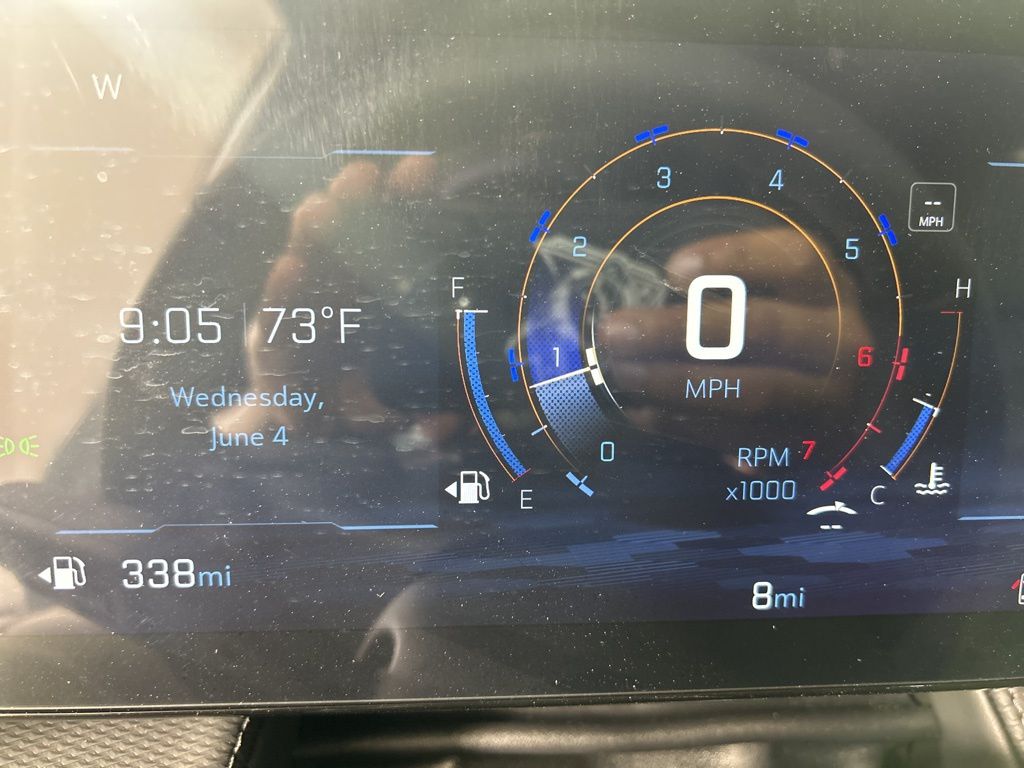 W
9:05 73°F
Wednesday,
June 4
338mi
F
E
0
1
2
3
4
5
6
7
0
MPH
RPM
x1000
--
MPH
H
C
--
8mi